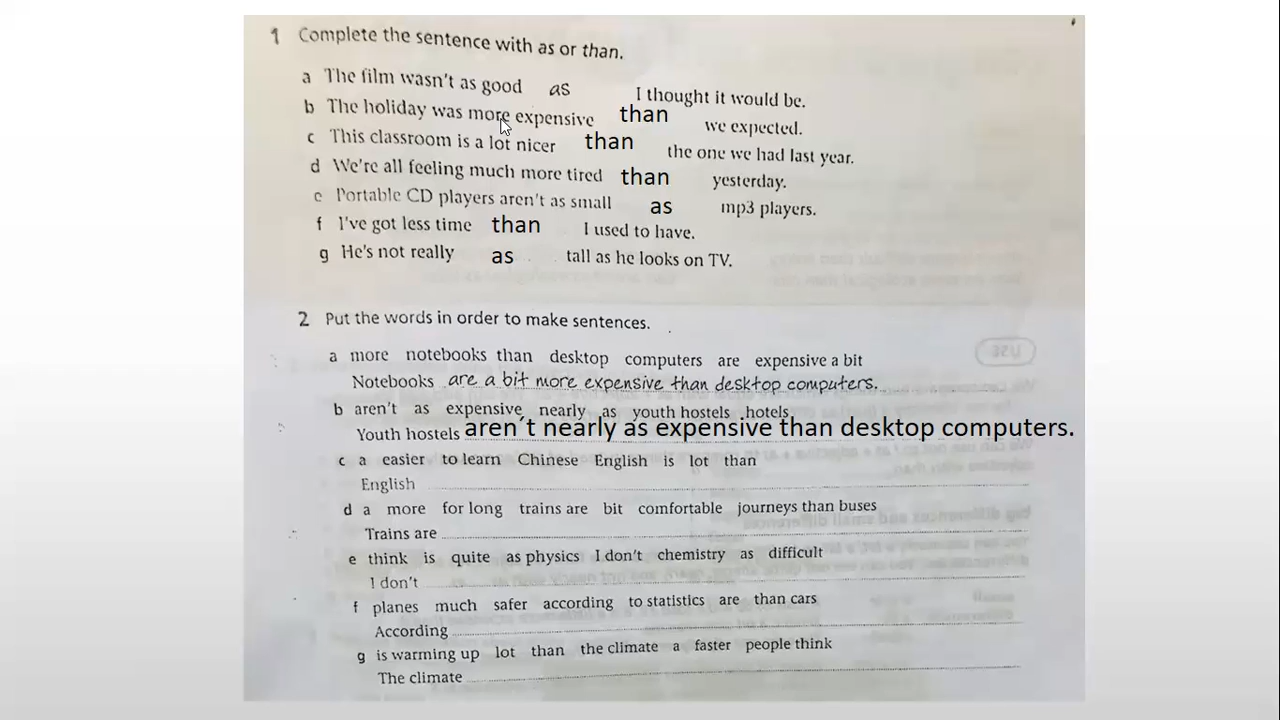 1 Complete the sentence with as or than.
a The film wasn't as good as I thought it would be.
b The holiday was more expensive than we expected.
c This classroom is a lot nicer than the one we had last year.
d We're all feeling much more tired than yesterday.
e Portable CD players aren't as small as mp3 players.
f I've got less time than I used to have.
g He's not really as tall as he looks on TV.
2 Put the words in order to make sentences.
a more notebooks than desktop computers are expensive a bit
Notebooks are a bit more expensive than desktop computers.
b aren't as expensive nearly as youth hostels hotels
Youth hostels aren´t nearly as expensive than desktop computers.
c a easier to learn Chinese English is lot than
English
d a more for long trains are bit comfortable journeys than buses
Trains are
e think is quite as physics I don't chemistry as difficult
I don't
f planes much safer according to statistics are than cars
According
g is warming up lot than the climate a faster people think
The climate